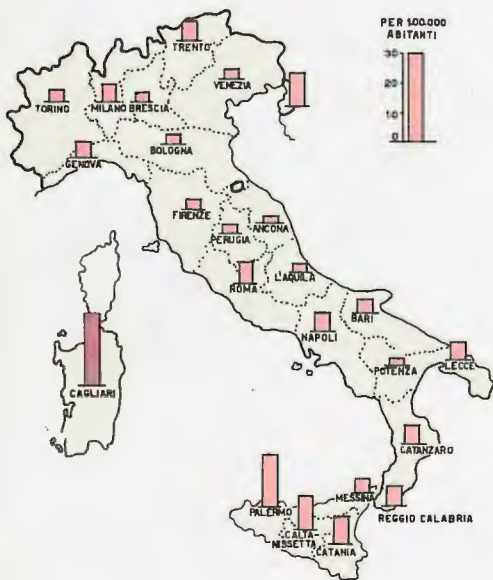 PER 100.000
ABITANTI
30
20
10
0
TRENTO
VENEZIA
TORINO
MILANO
BRESCIA
GENOVA
BOLOGNA
FIRENZE
ANCONA
PERUGIA
ROMA
L'AQUILA
BARI
NAPOLI
LECCE
POTENZA
CAGLIARI
CATANZARO
MESSINA
REGGIO CALABRIA
PALERMO
CALTA-
NISSETTA
CATANIA